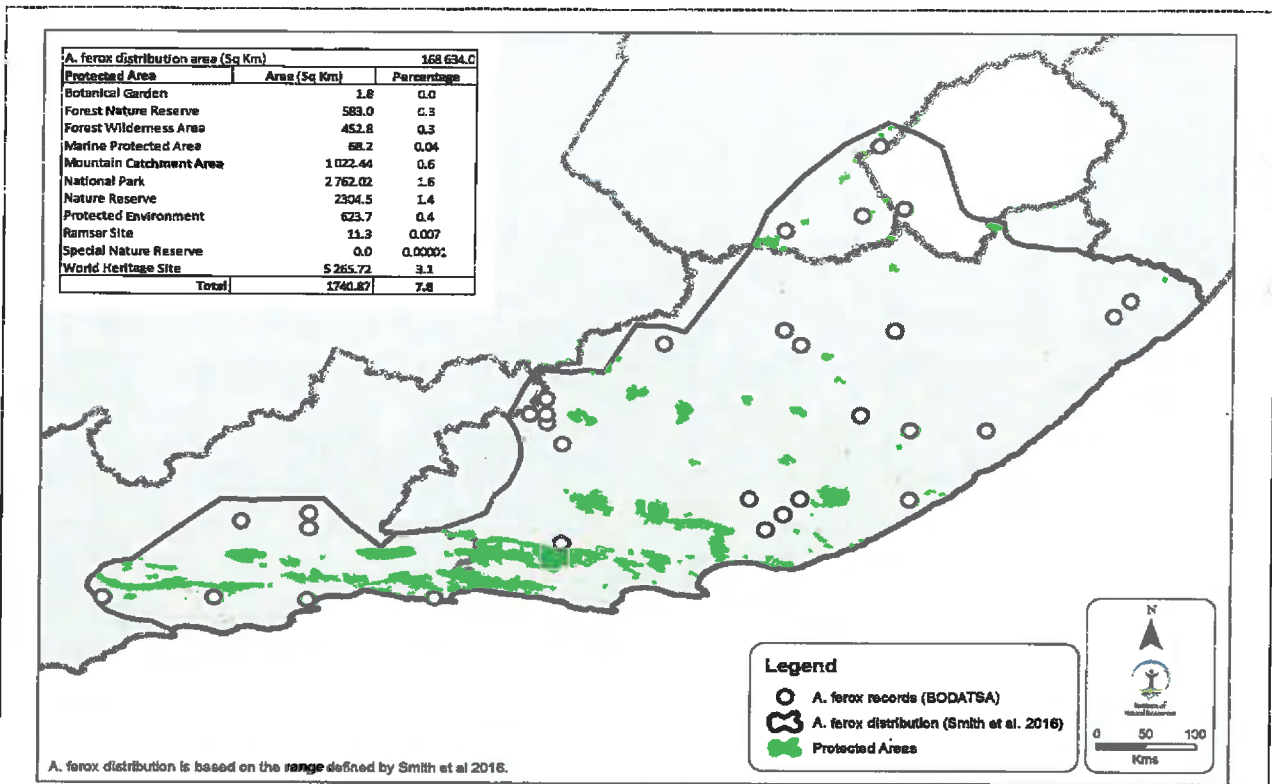 A. ferox distribution area (Sq Km) 168 634.0
Protected Area Area (Sq Km) Percentage
Botanical Garden 1.8 0.0
Forest Nature Reserve 583.0 0.3
Forest Wilderness Area 452.8 0.3
Marine Protected Area 68.2 0.04
Mountain Catchment Area 1 022.44 0.6
National Park 2 762.02 1.6
Nature Reserve 2304.5 1.4
Protected Environment 623.7 0.4
Ramsar Site 11.3 0.007
Special Nature Reserve 0.0 0.00001
World Heritage Site 5 265.72 3.1
Total 1740.87 7.8
N
Institute of
Natural Resources
Legend
A. ferox records (BODATSA)
A. ferox distribution (Smith et al. 2016)
Protected Areas
0 50 100
Kms
A. ferox distribution is based on the range defined by Smith et al 2016.